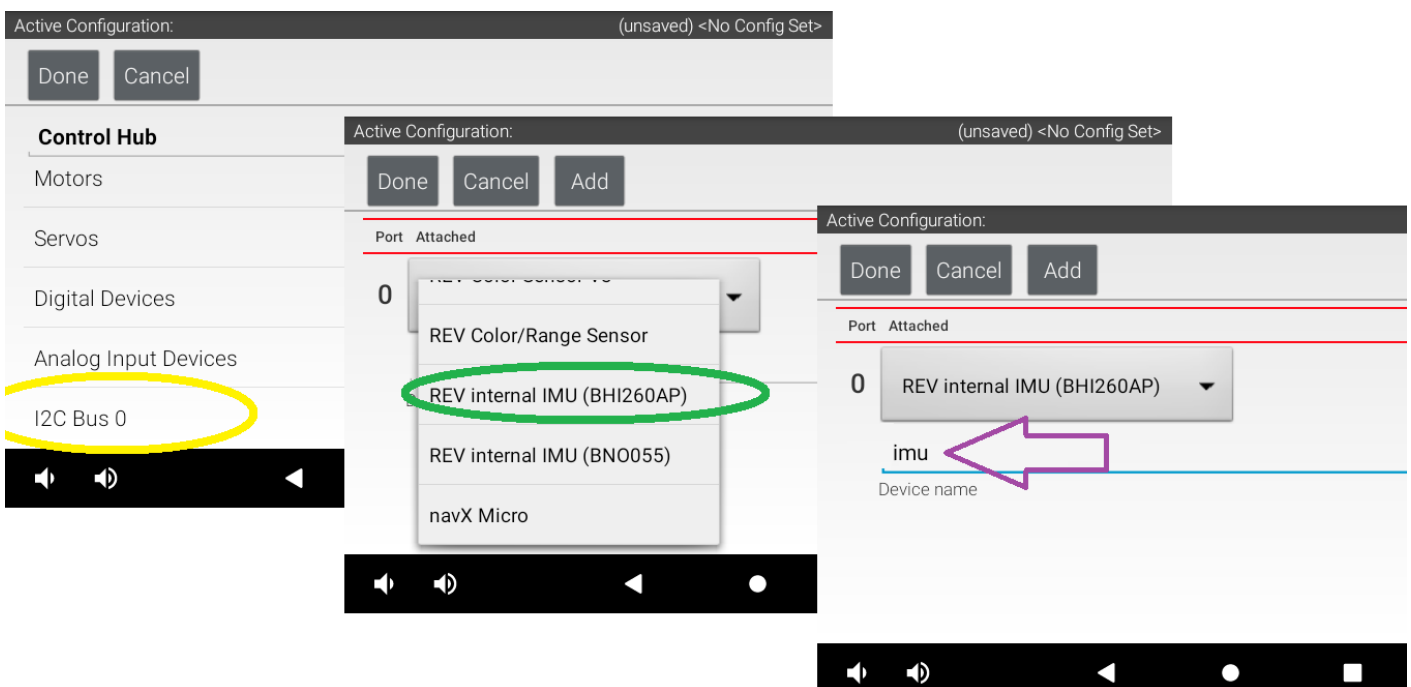 Active Configuration: (unsaved) <No Config Set>
Done Cancel
Control Hub
Motors
Servos
Digital Devices
Analog Input Devices
I2C Bus 0
Active Configuration: (unsaved) <No Config Set>
Done Cancel Add
Port Attached
0
REV Color/Range Sensor
REV internal IMU (BHI260AP)
REV internal IMU (BNO055)
navX Micro
Active Configuration:
Done Cancel Add
Port Attached
0 REV internal IMU (BHI260AP)
imu
Device name